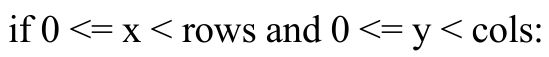 if 0 <= x < rows and 0 <= y < cols: